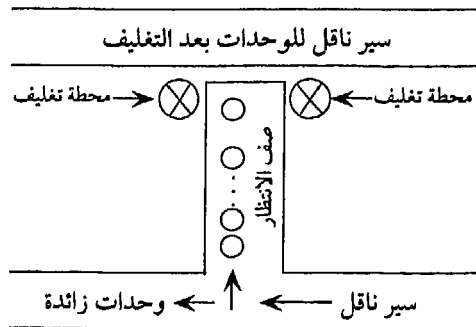 سير ناقل للوحدات بعد التغليف
محطة تغليف
محطة تغليف
صف الانتظار
سير ناقل
وحدات زائدة